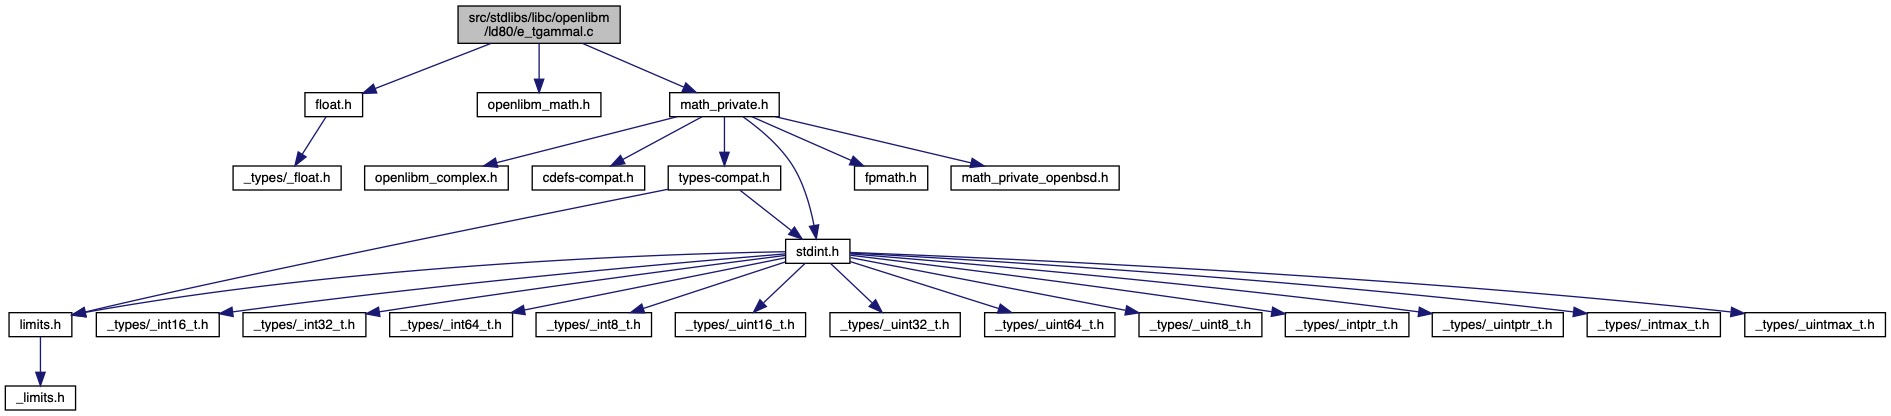 src/stdlibs/libc/openlibm
/ld80/e_tgammal.c
float.h
openlibm_math.h
math_private.h
_types/_float.h
openlibm_complex.h
cdefs-compat.h
types-compat.h
fpmath.h
math_private_openbsd.h
stdint.h
limits.h
_types/_int16_t.h
_types/_int32_t.h
_types/_int64_t.h
_types/_int8_t.h
_types/_uint16_t.h
_types/_uint32_t.h
_types/_uint64_t.h
_types/_uint8_t.h
_types/_intptr_t.h
_types/_uintptr_t.h
_types/_intmax_t.h
_types/_uintmax_t.h
_limits.h